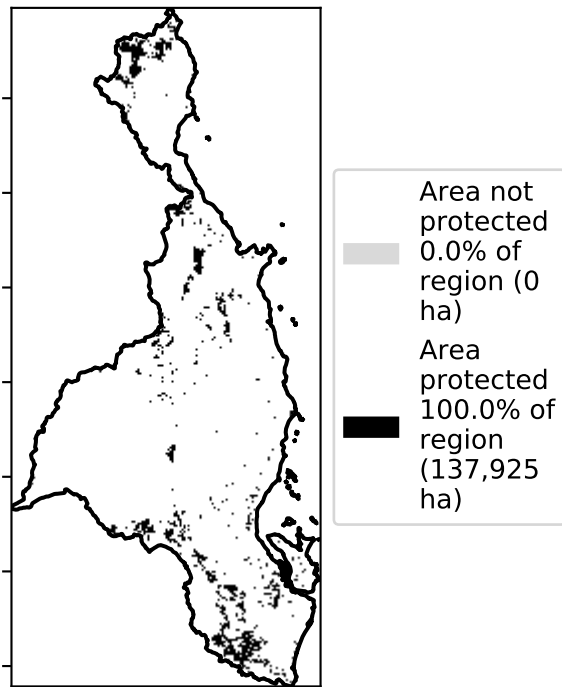 Area not
protected
0.0% of
region (0
ha)
Area
protected
100.0% of
region
(137,925
ha)